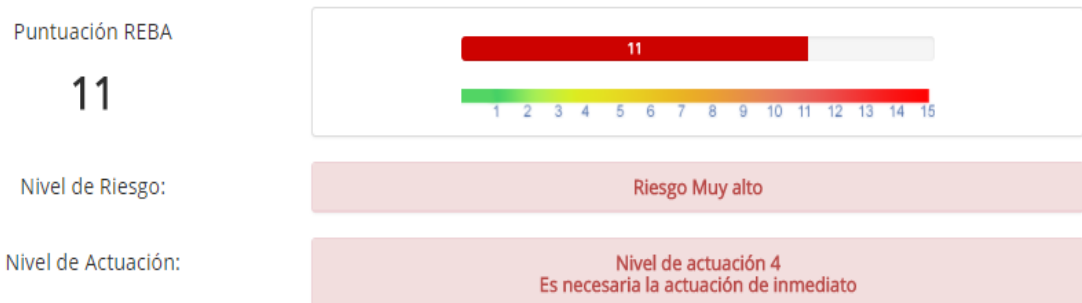 Puntuación REBA
11
11
1 2 3 4 5 6 7 8 9 10 11 12 13 14 15
Nivel de Riesgo:
Riesgo Muy alto
Nivel de Actuación:
Nivel de actuación 4
Es necesaria la actuación de inmediato